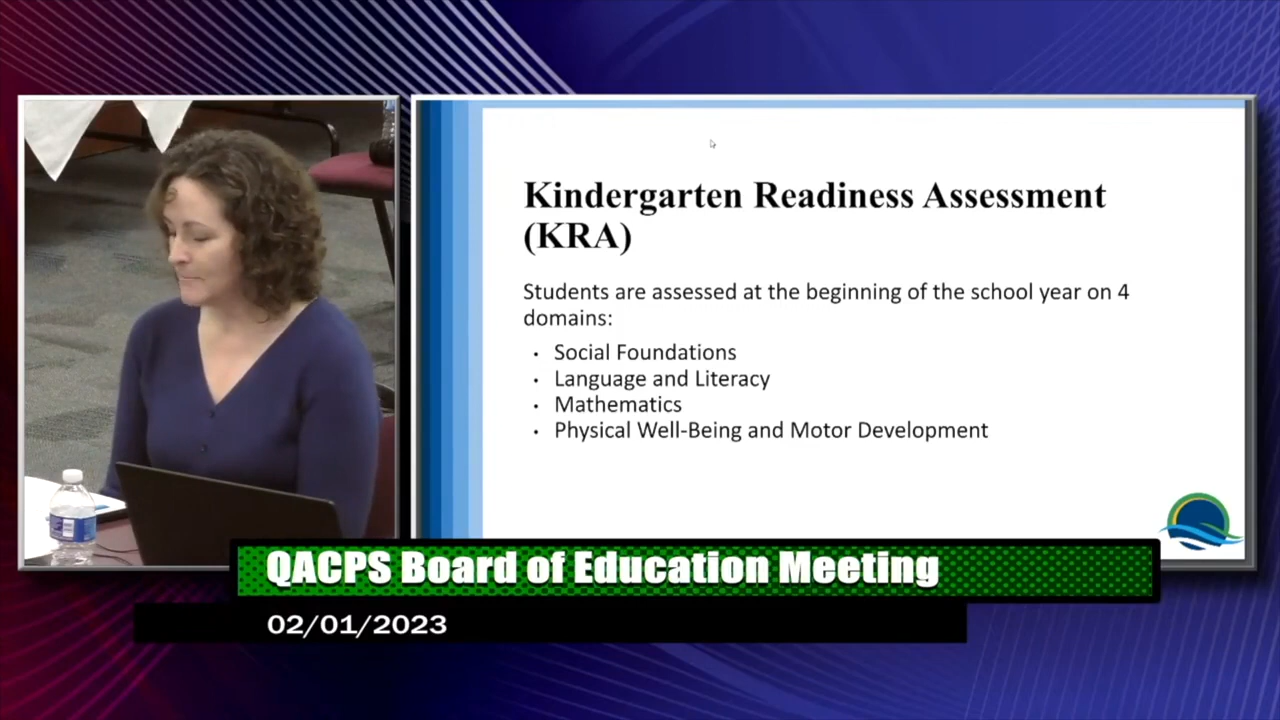 Kindergarten Readiness Assessment
(KRA)
Students are assessed at the beginning of the school year on 4
domains:
• Social Foundations
• Language and Literacy
• Mathematics
• Physical Well-Being and Motor Development
QACPS Board of Education Meeting
02/01/2023